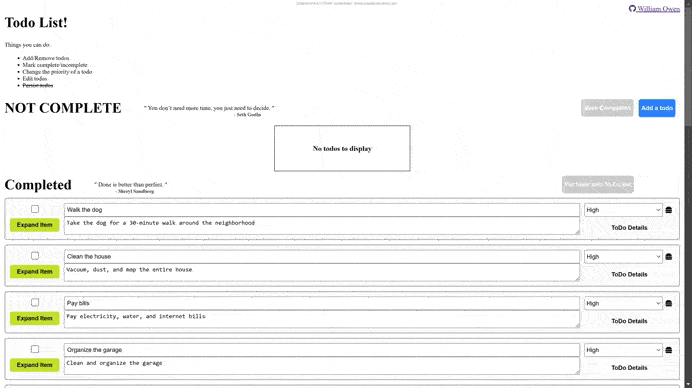 William Owen
Todo List!
Things you can do:
Add/Remove todos
Mark complete/incomplete
Change the priority of a todo
Edit todos
Persist todos
NOT COMPLETE
" You don't need more time, you just need to decide. "
- Seth Godin
Mark Completed
Add a todo
No todos to display
Completed
" Done is better than perfect. "
- Sheryl Sandberg
Walk the dog
High
Expand Item
Take the dog for a 30-minute walk around the neighborhood
ToDo Details
Clean the house
High
Expand Item
Vacuum, dust, and mop the entire house
ToDo Details
Pay bills
High
Expand Item
Pay electricity, water, and internet bills
ToDo Details
Organize the garage
High
Expand Item
Clean and organize the garage
ToDo Details